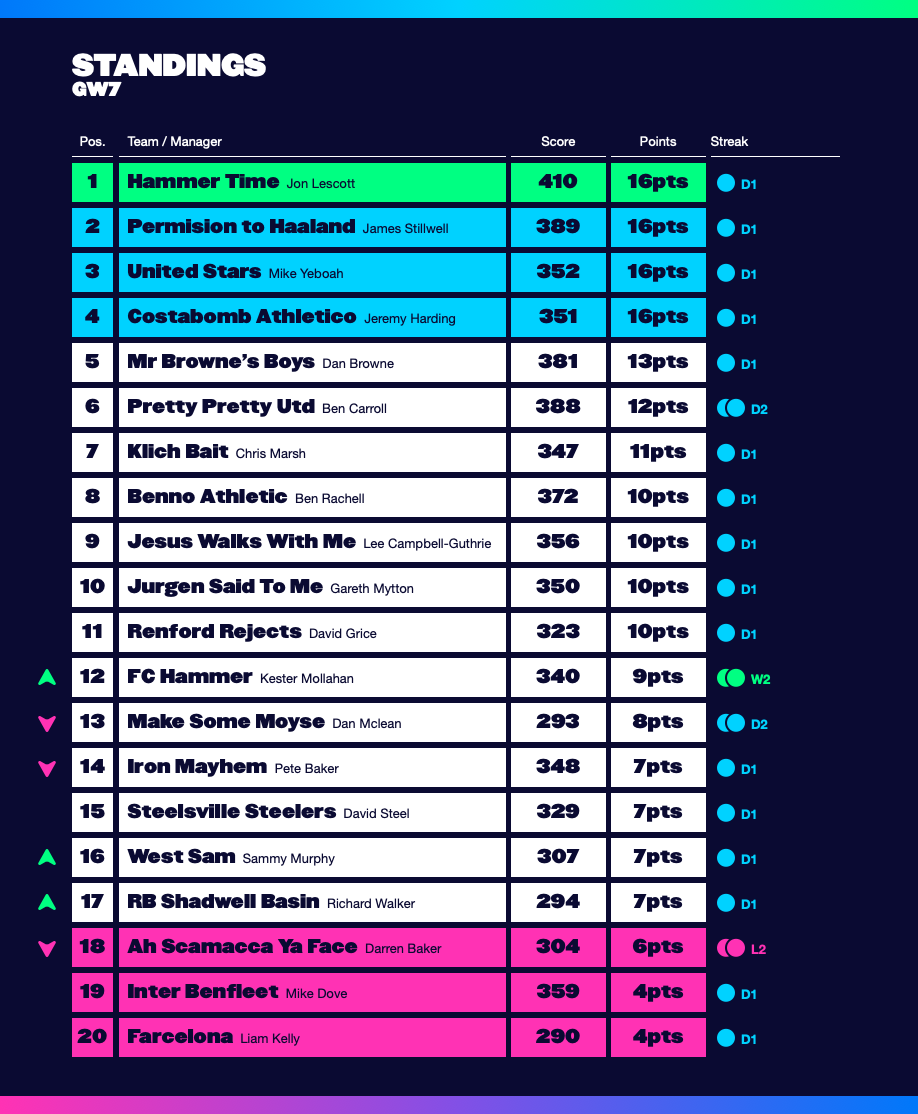 STANDINGS
GW7
Pos. Team / Manager Score Points Streak
1 Hammer Time Jon Lescott 410 16pts D1
2 Permision to Haaland James Stillwell 389 16pts D1
3 United Stars Mike Yeboah 352 16pts D1
4 Costabomb Athletico Jeremy Harding 351 16pts D1
5 Mr Browne’s Boys Dan Browne 381 13pts D1
6 Pretty Pretty Utd Ben Carroll 388 12pts D2
7 Klich Bait Chris Marsh 347 11pts D1
8 Benno Athletic Ben Rachell 372 10pts D1
9 Jesus Walks With Me Lee Campbell-Guthrie 356 10pts D1
10 Jurgen Said To Me Gareth Mytton 350 10pts D1
11 Renford Rejects David Grice 323 10pts D1
12 FC Hammer Kester Mollahan 340 9pts W2
13 Make Some Moyse Dan Mclean 293 8pts D2
14 Iron Mayhem Pete Baker 348 7pts D1
15 Steelsville Steelers David Steel 329 7pts D1
16 West Sam Sammy Murphy 307 7pts D1
17 RB Shadwell Basin Richard Walker 294 7pts D1
18 Ah Scamacca Ya Face Darren Baker 304 6pts L2
19 Inter Benfleet Mike Dove 359 4pts D1
20 Farcelona Liam Kelly 290 4pts D1